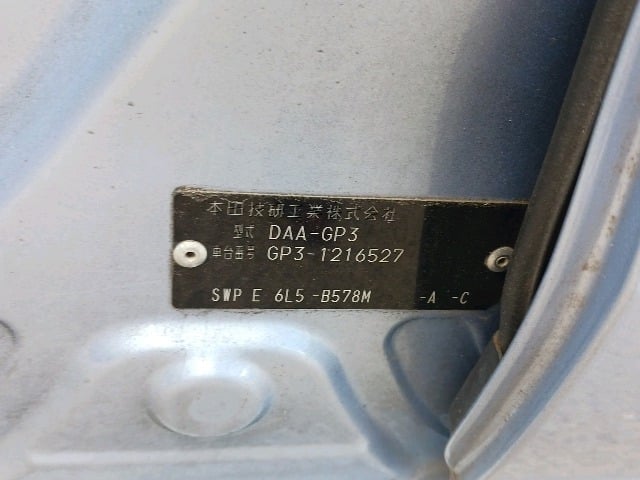 本田技研工業株式会社
型式 DAA-GP3
車台番号 GP3-1216527
SWP E 6L5 -B578M -A -C